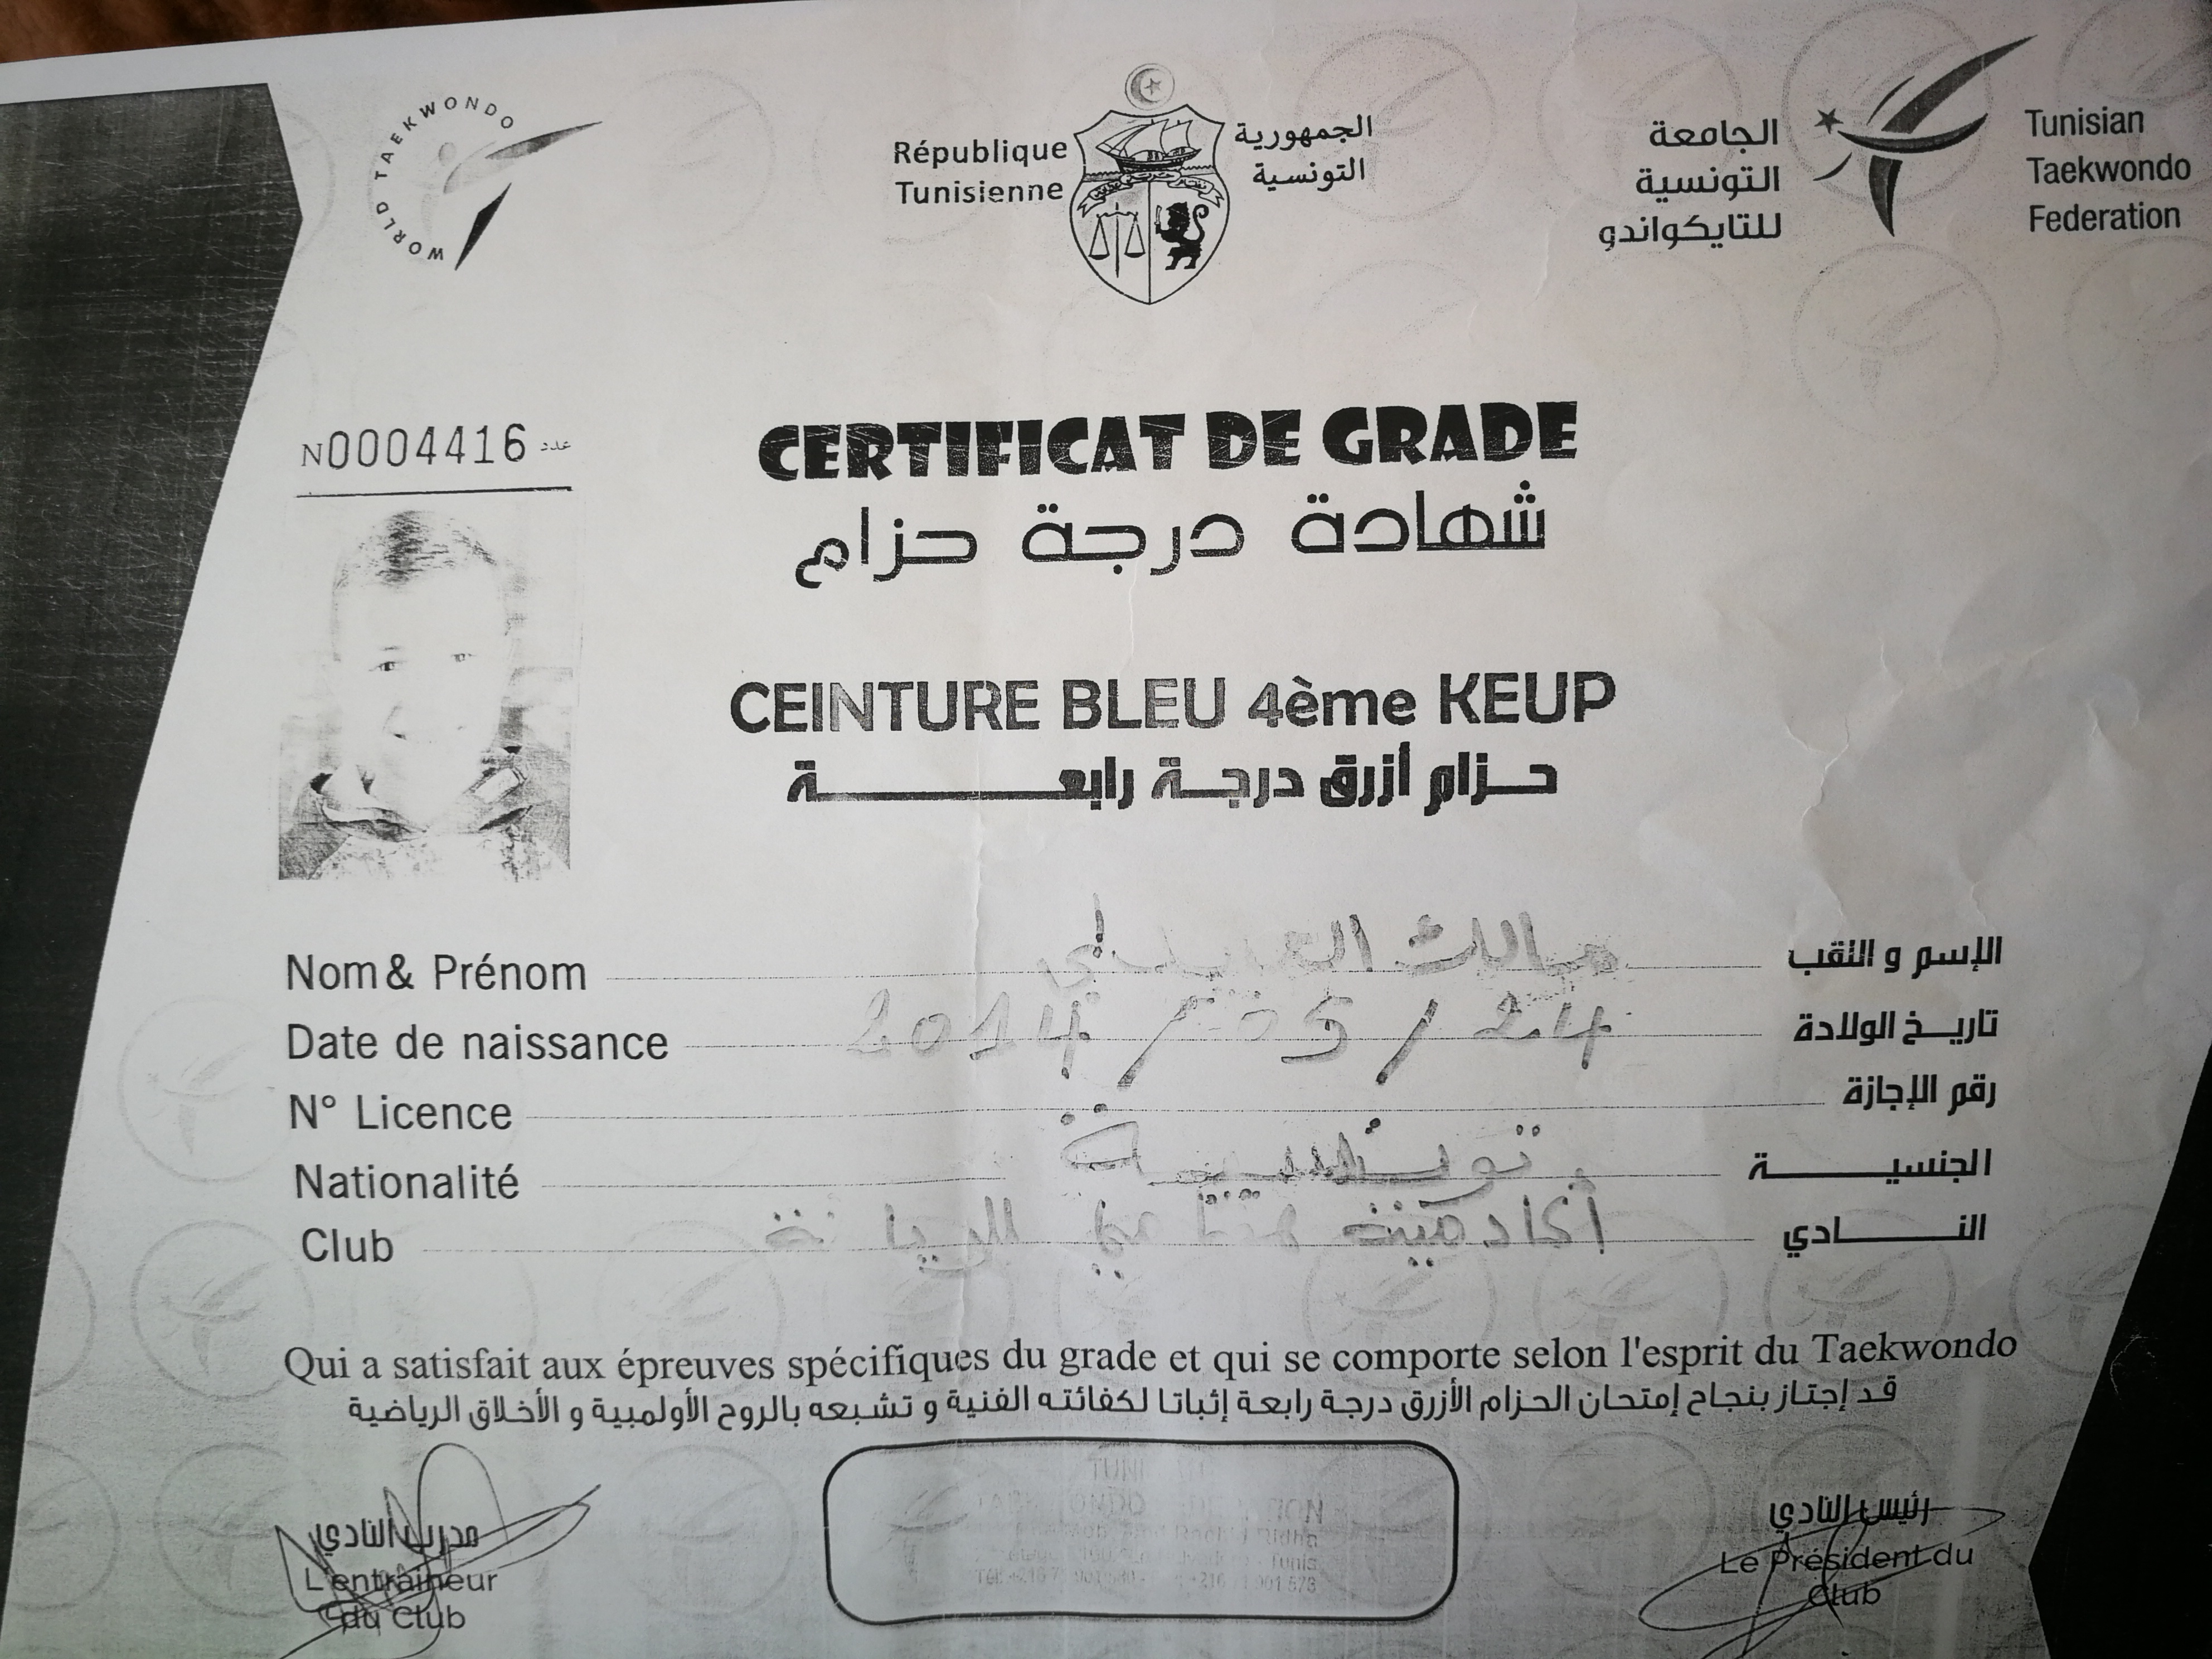 WORLD TAEKWONDO
République
Tunisienne
الجمهورية
التونسية
الجامعة
التونسية
للتايكواندو
Tunisian
Taekwondo
Federation
N0004416 عدد
CERTIFICAT DE GRADE
شهادة درجة حزام
CEINTURE BLEU 4ème KEUP
حزام أزرق درجة رابعة
Nom & Prénom مالك الإسم و اللقب
Date de naissance 2014 / 05 / 24 تاريخ الولادة
N° Licence رقم الإجازة
Nationalité تونسية الجنسية
Club النادي
Qui a satisfait aux épreuves spécifiques du grade et qui se comporte selon l'esprit du Taekwondo
قد إجتاز بنجاح إمتحان الحزام الأزرق درجة رابعة إثباتا لكفائته الفنية و تشبعه بالروح الأولمبية و الأخلاق الرياضية
مدرب النادي
L'entraineur
du Club
رئيس النادي
Le Président du
Club